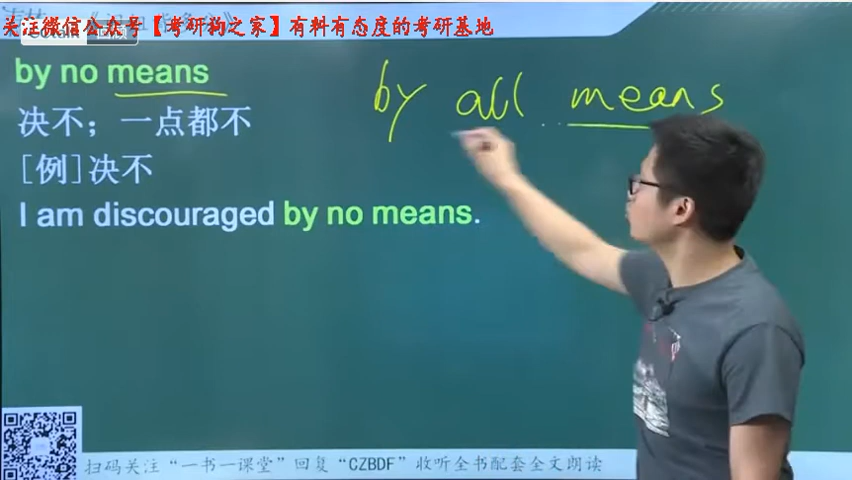 关注微信公众号【考研狗之家】有料有态度的考研基地
by no means
by all means
决不；一点都不
[例]决不
I am discouraged by no means.
扫码关注“一书一课堂”回复“CZBDF”收听全书配套全文朗读